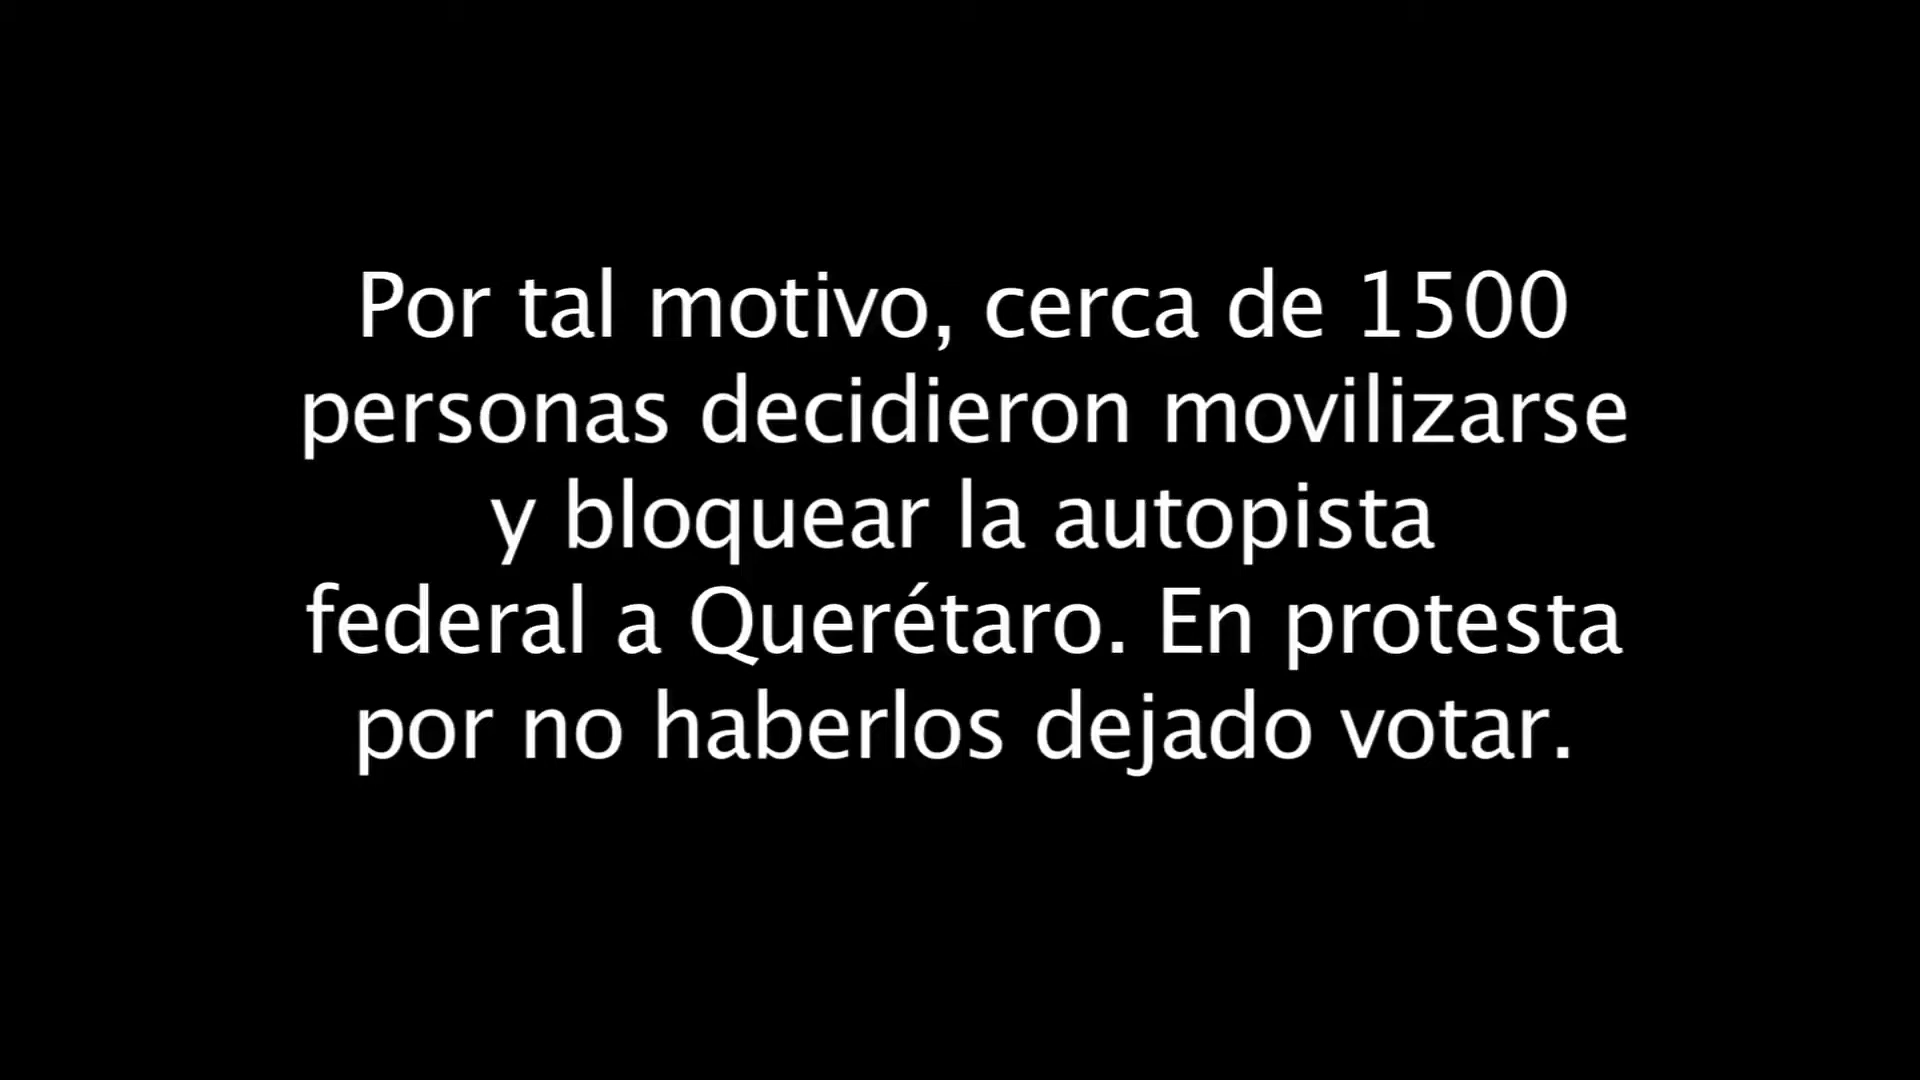 Por tal motivo, cerca de 1500
personas decidieron movilizarse
y bloquear la autopista
federal a Querétaro. En protesta
por no haberlos dejado votar.